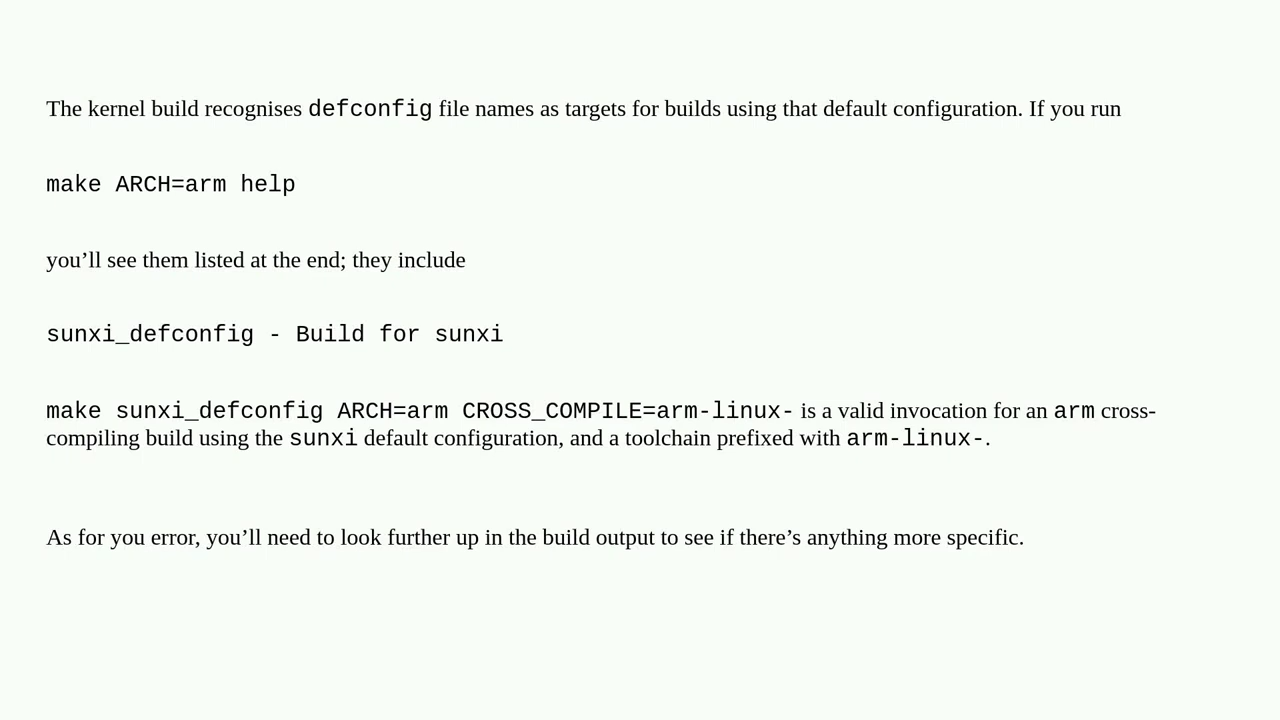 The kernel build recognises defconfig file names as targets for builds using that default configuration. If you run
make ARCH=arm help
you’ll see them listed at the end; they include
sunxi_defconfig - Build for sunxi
make sunxi_defconfig ARCH=arm CROSS_COMPILE=arm-linux- is a valid invocation for an arm cross-
compiling build using the sunxi default configuration, and a toolchain prefixed with arm-linux-.
As for you error, you’ll need to look further up in the build output to see if there’s anything more specific.